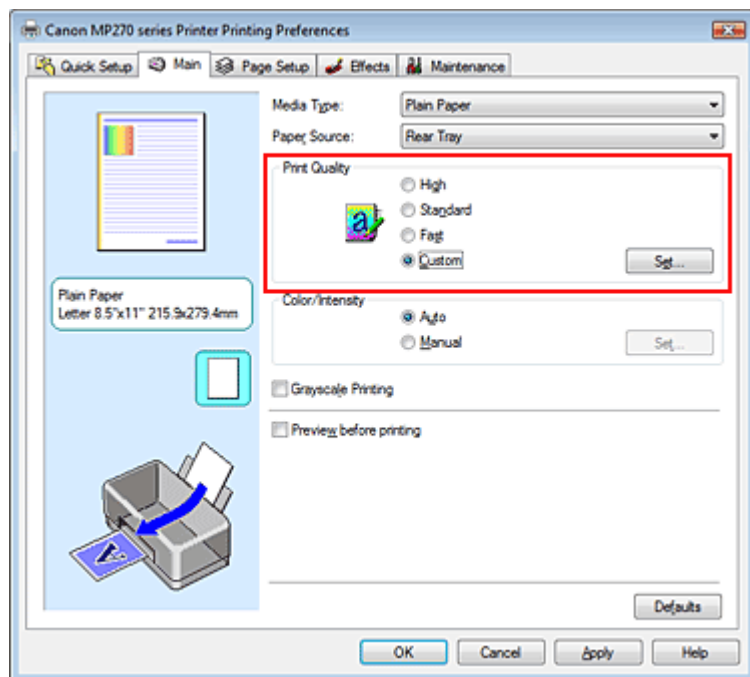 Canon MP270 series Printer Printing Preferences
Quick Setup Main Page Setup Effects Maintenance
Media Type: Plain Paper
Paper Source: Rear Tray
Print Quality
High
Standard
Fast
Custom Set...
Plain Paper
Letter 8.5"x11" 215.9x279.4mm
Color/Intensity
Auto
Manual Set...
Grayscale Printing
Preview before printing
Defaults
OK Cancel Apply Help